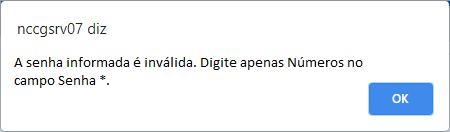 nccgsrv07 diz
A senha informada é inválida. Digite apenas Números no
campo Senha *.
OK